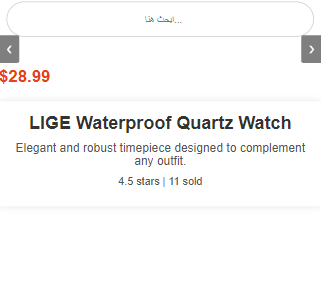 ابحث هنا...
‹ ›
$28.99
LIGE Waterproof Quartz Watch
Elegant and robust timepiece designed to complement
any outfit.
4.5 stars | 11 sold